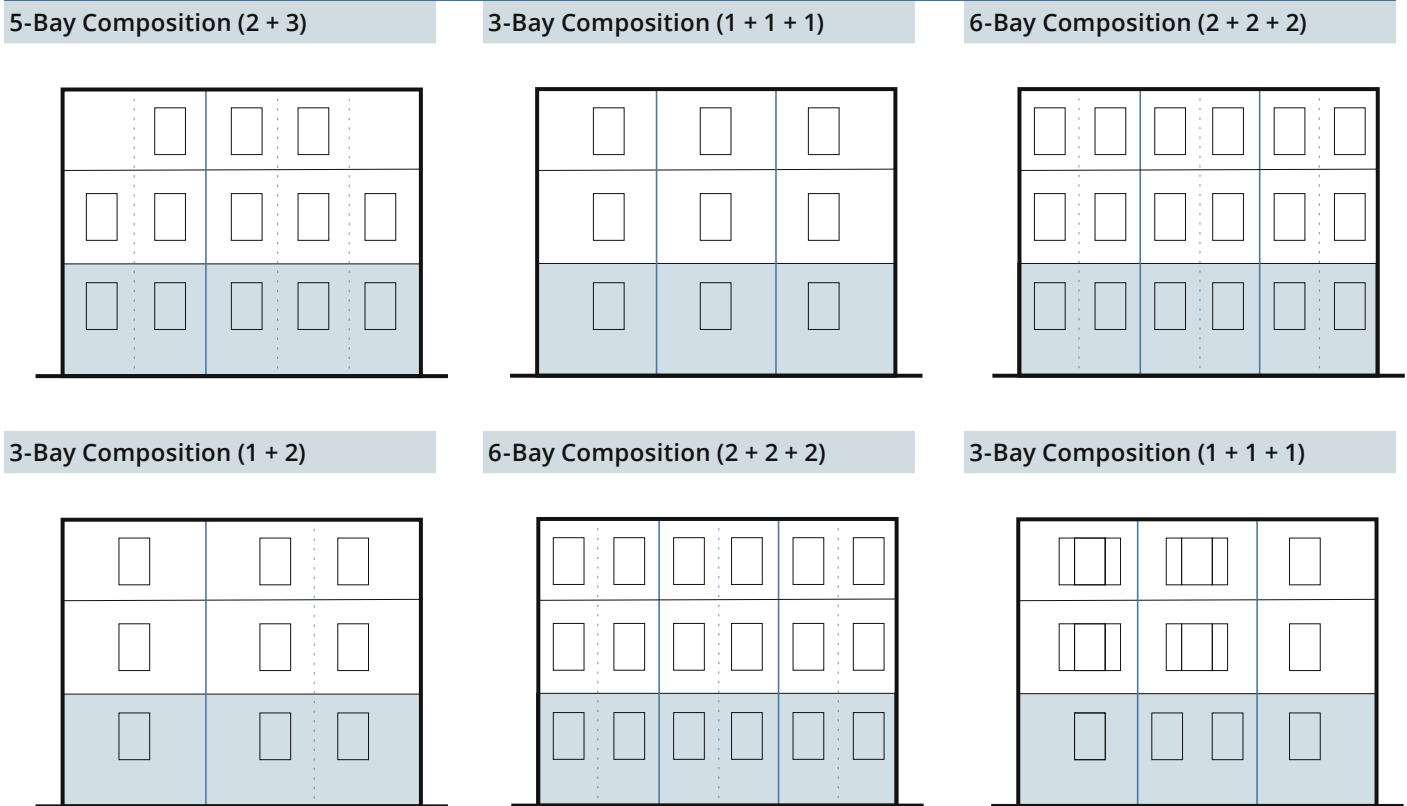 5-Bay Composition (2 + 3)
3-Bay Composition (1 + 1 + 1)
6-Bay Composition (2 + 2 + 2)
3-Bay Composition (1 + 2)
6-Bay Composition (2 + 2 + 2)
3-Bay Composition (1 + 1 + 1)